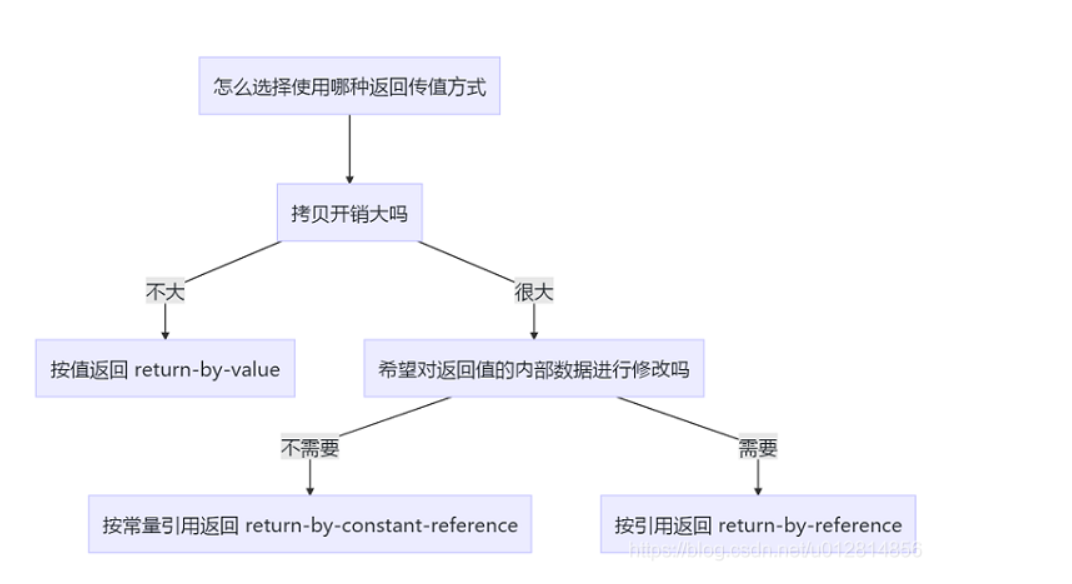 怎么选择使用哪种返回传值方式
拷贝开销大吗
不大
很大
按值返回 return-by-value
希望对返回值的内部数据进行修改吗
不需要
需要
按常量引用返回 return-by-constant-reference
按引用返回 return-by-reference
https://blog.csdn.net/u012814856